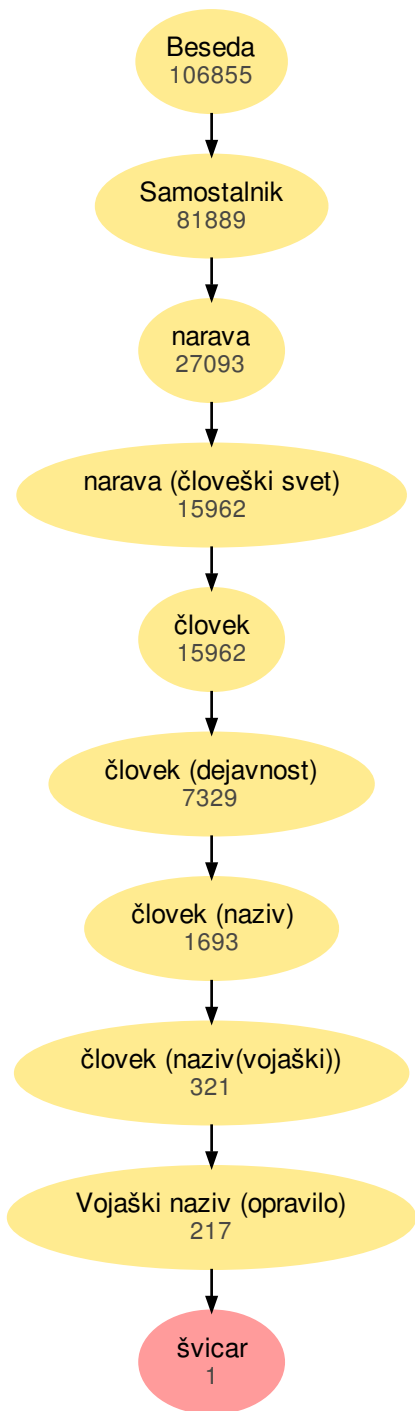 Beseda
106855
Samostalnik
81889
narava
27093
narava (človeški svet)
15962
človek
15962
človek (dejavnost)
7329
človek (naziv)
1693
človek (naziv(vojaški))
321
Vojaški naziv (opravilo)
217
švicar
1